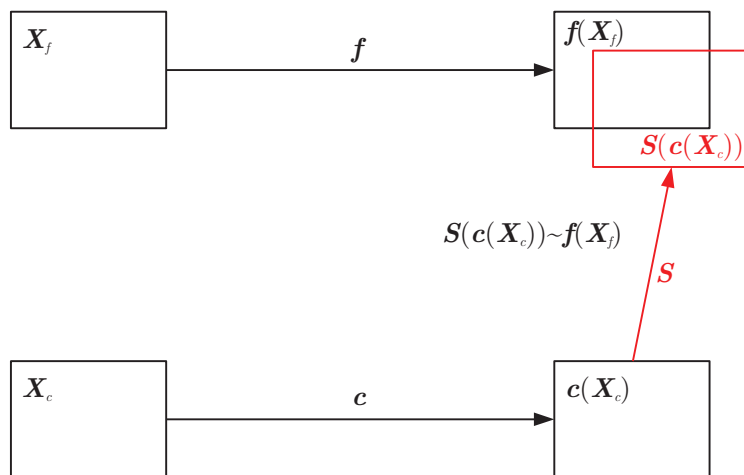 X_f
f
f(X_f)
S(c(X_c))
S(c(X_c))~f(X_f)
S
X_c
c
c(X_c)